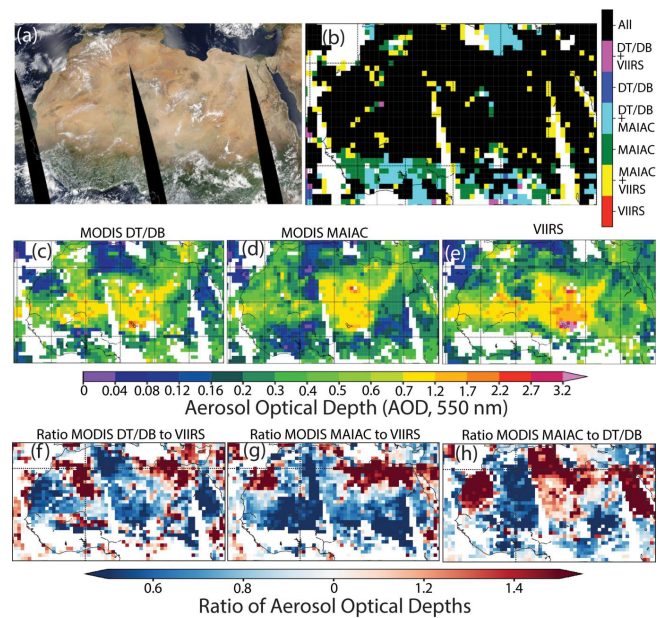 (a)
(b)
All
DT/DB
+
VIIRS
DT/DB
DT/DB
+
MAIAC
MAIAC
MAIAC
+
VIIRS
VIIRS
MODIS DT/DB
MODIS MAIAC
VIIRS
(c)
(d)
(e)
0 0.04 0.08 0.12 0.16 0.2 0.3 0.4 0.5 0.6 0.7 1.2 1.7 2.2 2.7 3.2
Aerosol Optical Depth (AOD, 550 nm)
Ratio MODIS DT/DB to VIIRS
Ratio MODIS MAIAC to VIIRS
Ratio MODIS MAIAC to DT/DB
(f)
(g)
(h)
0.6 0.8 0 1.2 1.4
Ratio of Aerosol Optical Depths